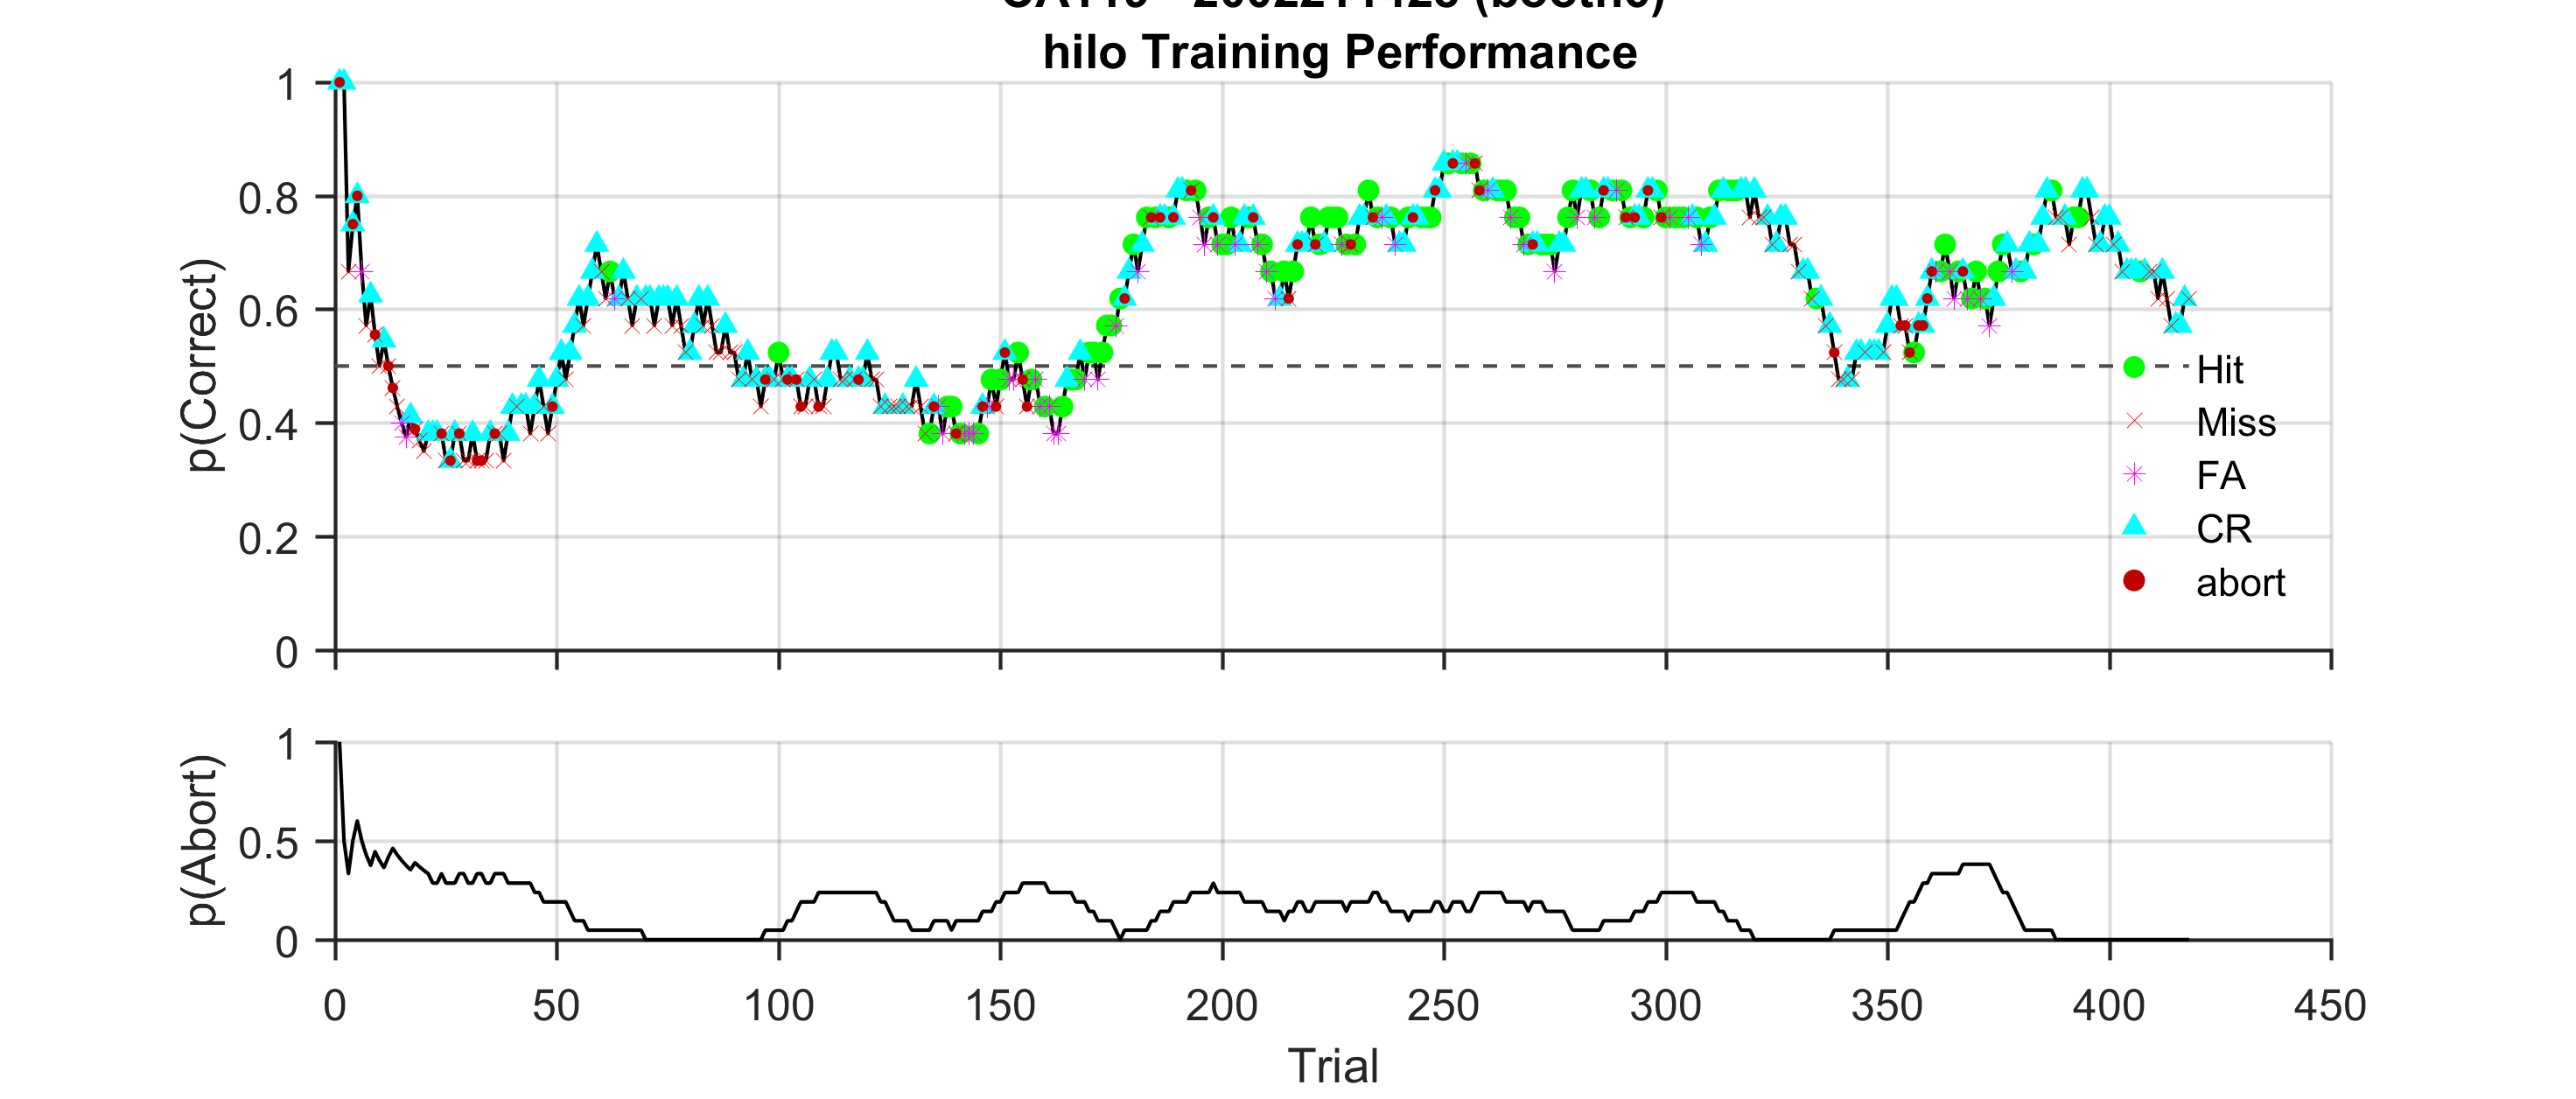 hilo Training Performance
p(Correct)
1
0.8
0.6
0.4
0.2
0
Hit
Miss
FA
CR
abort
p(Abort)
1
0.5
0
0 50 100 150 200 250 300 350 400 450
Trial